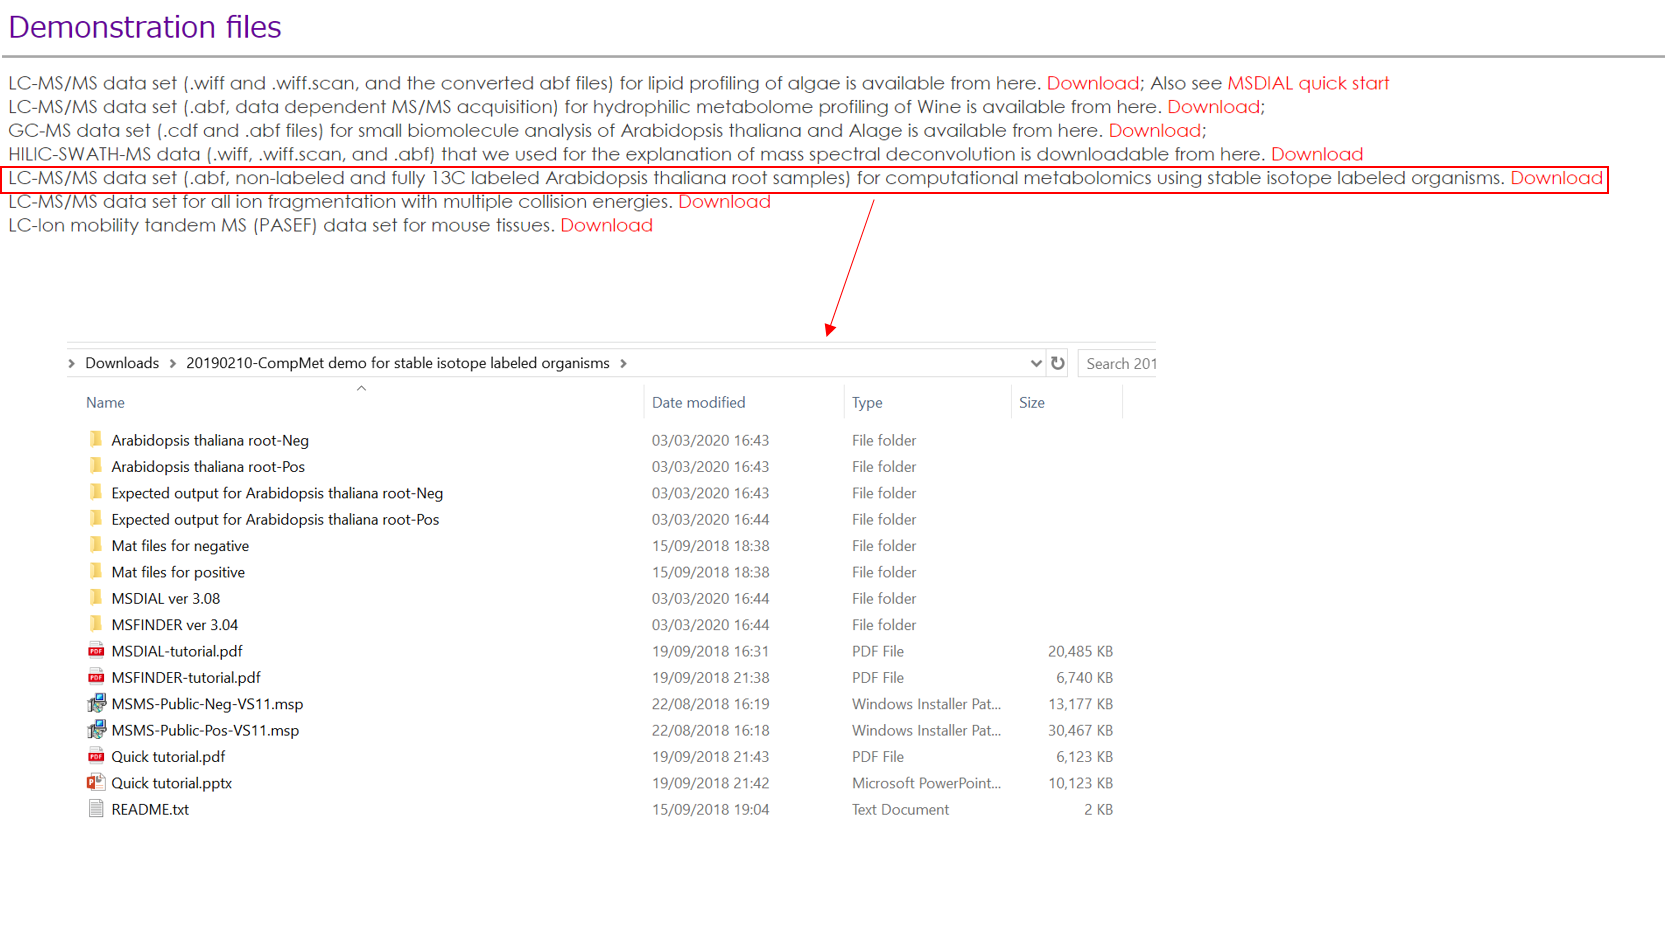 Demonstration files
LC-MS/MS data set (.wiff and .wiff.scan, and the converted abf files) for lipid profiling of algae is available from here. Download; Also see MSDIAL quick start
LC-MS/MS data set (.abf, data dependent MS/MS acquisition) for hydrophilic metabolome profiling of Wine is available from here. Download;
GC-MS data set (.cdf and .abf files) for small biomolecule analysis of Arabidopsis thaliana and Alage is available from here. Download;
HILIC-SWATH-MS data (.wiff, .wiff.scan, and .abf) that we used for the explanation of mass spectral deconvolution is downloadable from here. Download
LC-MS/MS data set (.abf, non-labeled and fully 13C labeled Arabidopsis thaliana root samples) for computational metabolomics using stable isotope labeled organisms. Download
LC-MS/MS data set for all ion fragmentation with multiple collision energies. Download
LC-Ion mobility tandem MS (PASEF) data set for mouse tissues. Download
Downloads 20190210-CompMet demo for stable isotope labeled organisms Search 201
Name Date modified Type Size
Arabidopsis thaliana root-Neg 03/03/2020 16:43 File folder
Arabidopsis thaliana root-Pos 03/03/2020 16:43 File folder
Expected output for Arabidopsis thaliana root-Neg 03/03/2020 16:43 File folder
Expected output for Arabidopsis thaliana root-Pos 03/03/2020 16:44 File folder
Mat files for negative 15/09/2018 18:38 File folder
Mat files for positive 15/09/2018 18:38 File folder
MSDIAL ver 3.08 03/03/2020 16:44 File folder
MSFINDER ver 3.04 03/03/2020 16:44 File folder
MSDIAL-tutorial.pdf 19/09/2018 16:31 PDF File 20,485 KB
MSFINDER-tutorial.pdf 19/09/2018 21:38 PDF File 6,740 KB
MSMS-Public-Neg-VS11.msp 22/08/2018 16:19 Windows Installer Pat... 13,177 KB
MSMS-Public-Pos-VS11.msp 22/08/2018 16:18 Windows Installer Pat... 30,467 KB
Quick tutorial.pdf 19/09/2018 21:43 PDF File 6,123 KB
Quick tutorial.pptx 19/09/2018 21:42 Microsoft PowerPoint... 10,123 KB
README.txt 15/09/2018 19:04 Text Document 2 KB